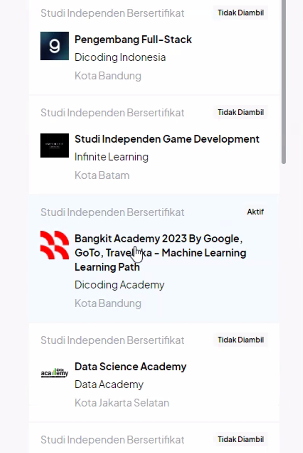 Studi Independen Bersertifikat Tidak Diambil
Pengembang Full-Stack
Dicoding Indonesia
Kota Bandung
Studi Independen Bersertifikat Tidak Diambil
Studi Independen Game Development
Infinite Learning
Kota Batam
Studi Independen Bersertifikat Aktif
Bangkit Academy 2023 By Google,
GoTo, Traveloka - Machine Learning
Learning Path
Dicoding Academy
Kota Bandung
Studi Independen Bersertifikat Tidak Diambil
data academy
Data Science Academy
Data Academy
Kota Jakarta Selatan
Studi Independen Bersertifikat Tidak Diambil